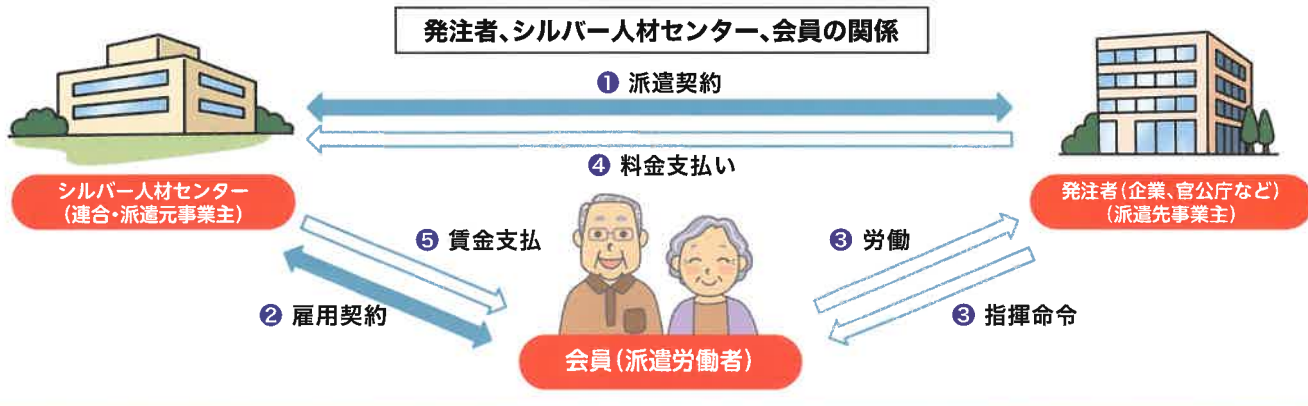 発注者、シルバー人材センター、会員の関係
❶ 派遣契約
❹ 料金支払い
シルバー人材センター
(連合・派遣元事業主)
発注者(企業、官公庁など)
(派遣先事業主)
❺ 賃金支払
❸ 労働
❷ 雇用契約
❸ 指揮命令
会員(派遣労働者)